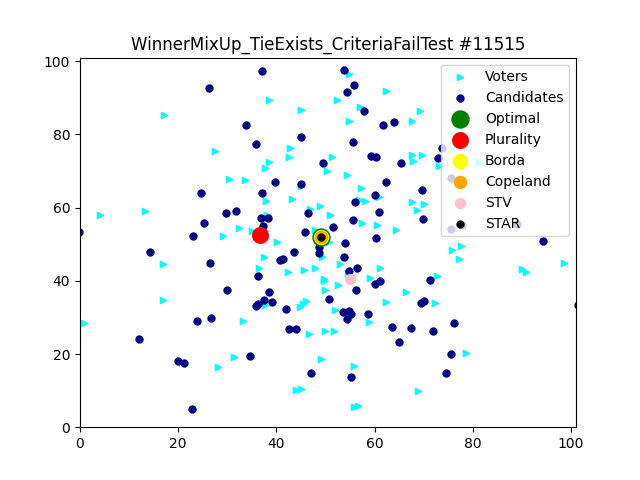 WinnerMixUp_TieExists_CriteriaFailTest #11515
100
80
60
40
20
0
0
20
40
60
80
100
Voters
Candidates
Optimal
Plurality
Borda
Copeland
STV
STAR